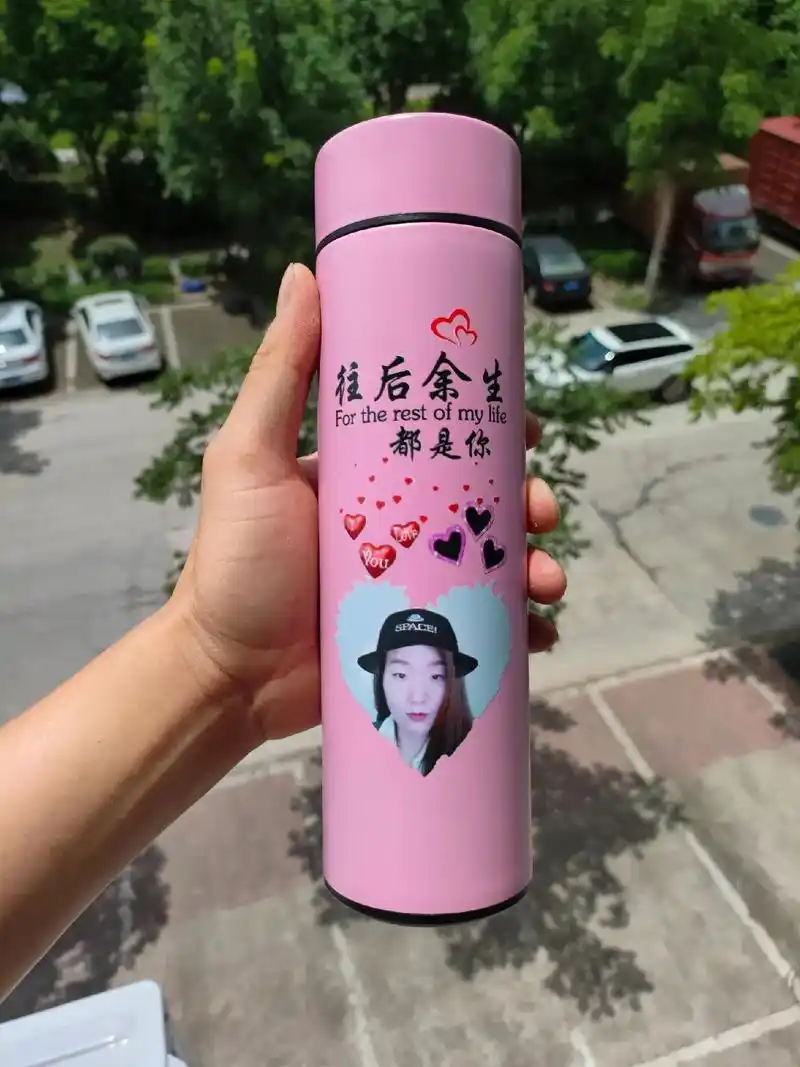 往后余生
For the rest of my life
都是你
I
Love
You
SPACE!